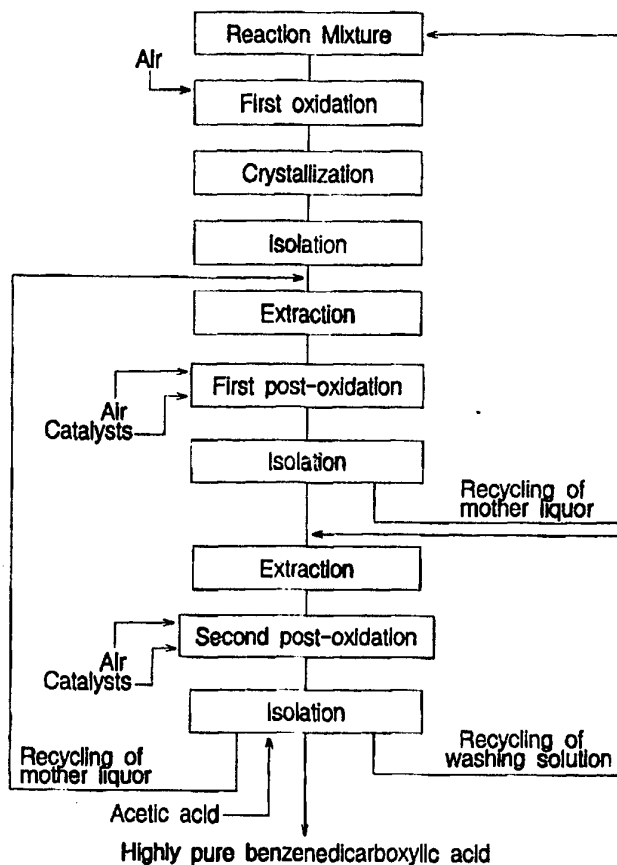 Reaction Mixture
Air
First oxidation
Crystallization
Isolation
Extraction
First post-oxidation
Air
Catalysts
Isolation
Recycling of
mother liquor
Extraction
Second post-oxidation
Air
Catalysts
Isolation
Recycling of
mother liquor
Recycling of
washing solution
Acetic acid
Highly pure benzenedicarboxylic acid